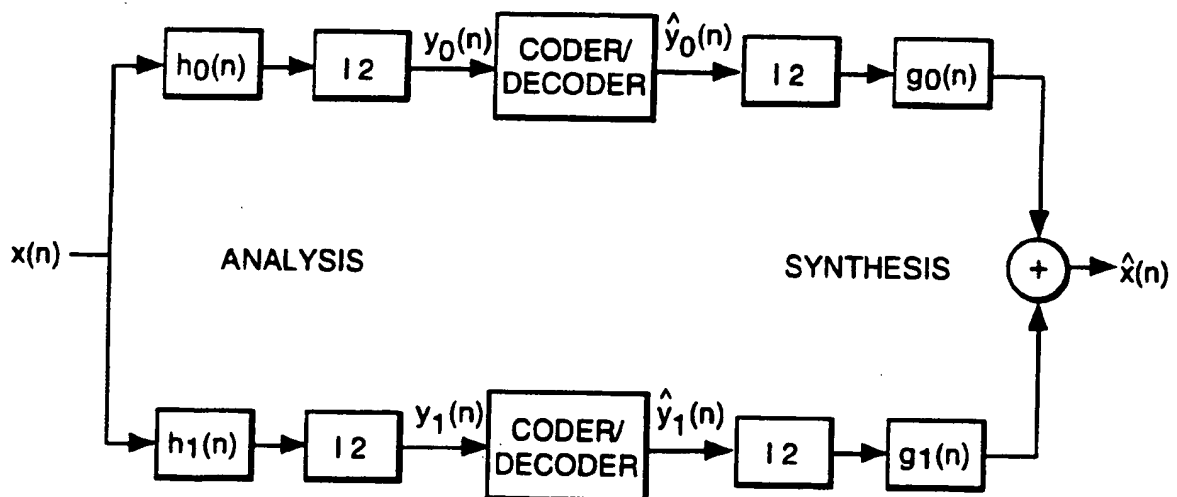 h0(n)
I 2
y0(n)
CODER/
DECODER
ŷ0(n)
I 2
g0(n)
x(n)
ANALYSIS
SYNTHESIS
+
x̂(n)
h1(n)
I 2
y1(n)
CODER/
DECODER
ŷ1(n)
I 2
g1(n)